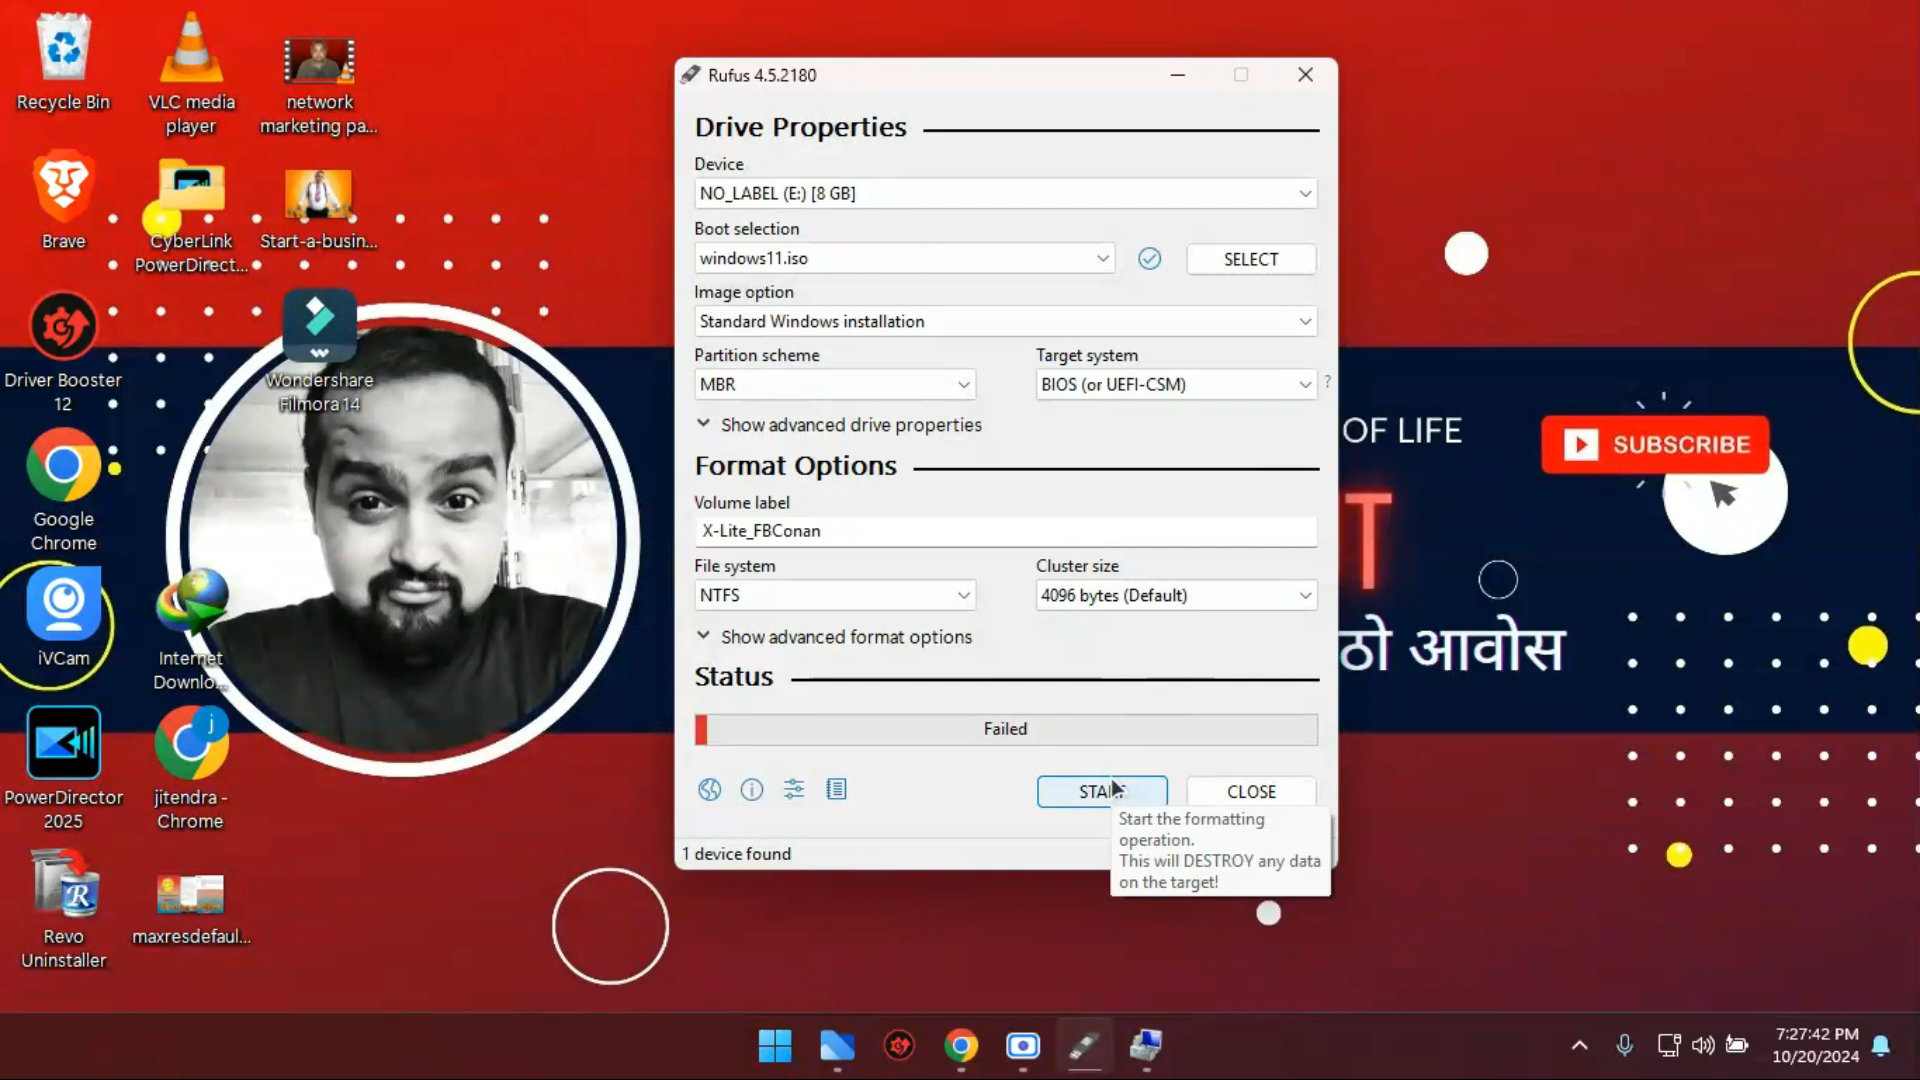 Recycle Bin
VLC media
player
network
marketing pa...
Brave
CyberLink
PowerDirect...
Start-a-busin...
Driver Booster
12
Wondershare
Filmora 14
Google
Chrome
iVCam
Internet
Downlo...
PowerDirector
2025
jitendra -
Chrome
Revo
Uninstaller
maxresdefaul...
Rufus 4.5.2180
Drive Properties
Device
NO_LABEL (E:) [8 GB]
Boot selection
windows11.iso
SELECT
Image option
Standard Windows installation
Partition scheme
Target system
MBR
BIOS (or UEFI-CSM)
?
Show advanced drive properties
Format Options
Volume label
X-Lite_FBConan
File system
Cluster size
NTFS
4096 bytes (Default)
Show advanced format options
Status
Failed
START
CLOSE
Start the formatting
operation.
This will DESTROY any data
on the target!
1 device found
OF LIFE
SUBSCRIBE
T
ठो आवोस
7:27:42 PM
10/20/2024